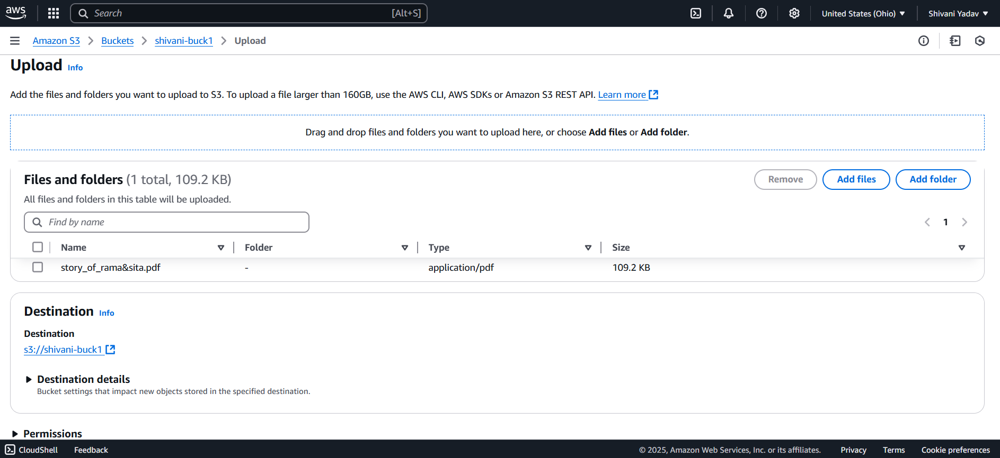 aws Search [Alt+S] United States (Ohio) Shivani Yadav
Amazon S3 Buckets shivani-buck1 Upload
Upload Info
Add the files and folders you want to upload to S3. To upload a file larger than 160GB, use the AWS CLI, AWS SDKs or Amazon S3 REST API. Learn more
Drag and drop files and folders you want to upload here, or choose Add files or Add folder.
Files and folders (1 total, 109.2 KB) Remove Add files Add folder
All files and folders in this table will be uploaded.
Find by name 1
Name Folder Type Size
story_of_rama&sita.pdf - application/pdf 109.2 KB
Destination Info
Destination
s3://shivani-buck1
Destination details
Bucket settings that impact new objects stored in the specified destination.
Permissions
CloudShell Feedback © 2025, Amazon Web Services, Inc. or its affiliates. Privacy Terms Cookie preferences